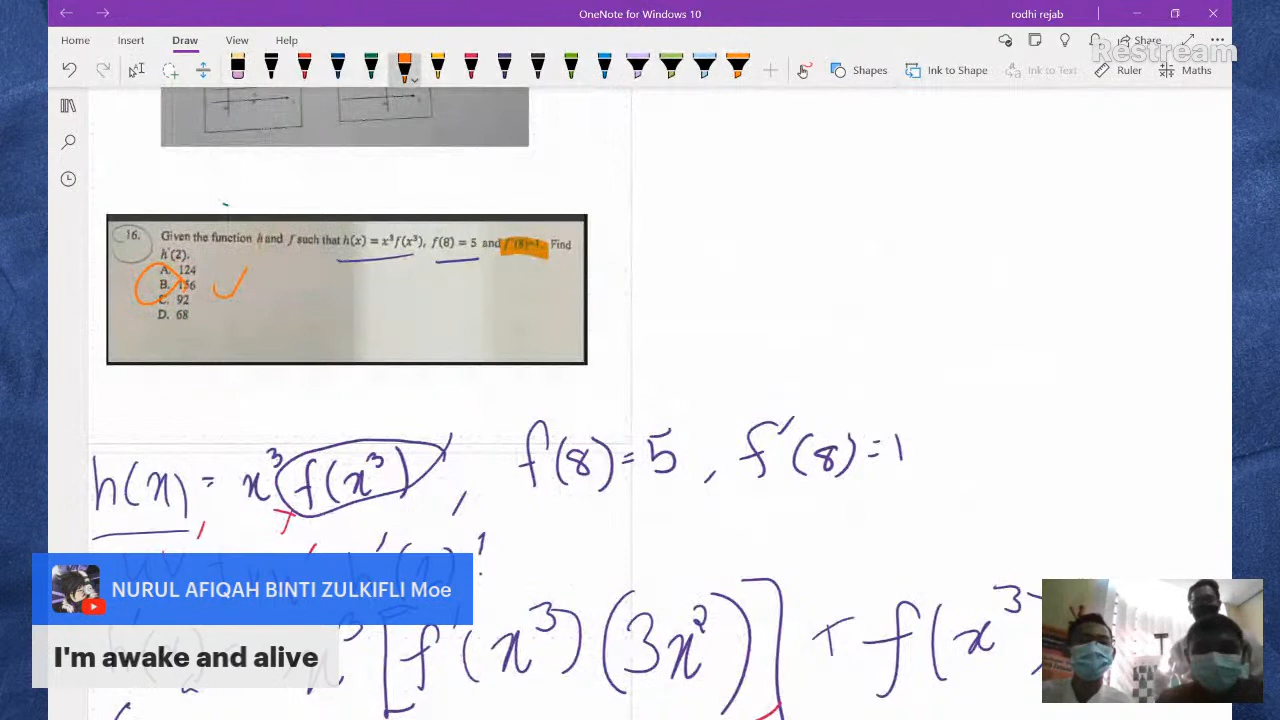 OneNote for Windows 10
rodhi rejab
Home Insert Draw View Help
Share
Restream
Shapes Ink to Shape Ink to Text Ruler Maths
16. Given the function h and f such that h(x) = x³f(x³), f(8) = 5 and f'(8)=1. Find
h'(2).
A. 124
B. 156
C. 92
D. 68
h(x) = x³ f(x³) , f(8) = 5 , f'(8) = 1
NURUL AFIQAH BINTI ZULKIFLI Moe
[f'(x³)(3x²)] + f(x³
I'm awake and alive